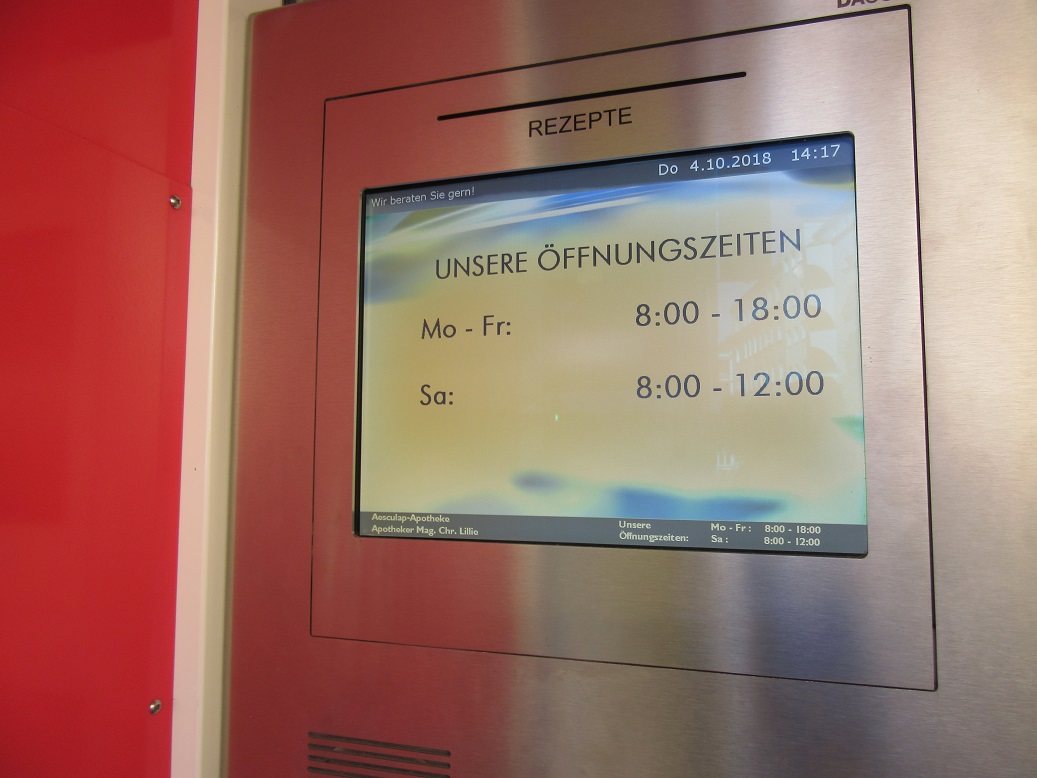 REZEPTE
Do 4.10.2018 14:17
Wir beraten Sie gern!
UNSERE ÖFFNUNGSZEITEN
Mo - Fr: 8:00 - 18:00
Sa: 8:00 - 12:00
Aesculap-Apotheke
Apotheker Mag. Chr. Lillie
Unsere Mo - Fr : 8:00 - 18:00
Öffnungszeiten: Sa : 8:00 - 12:00